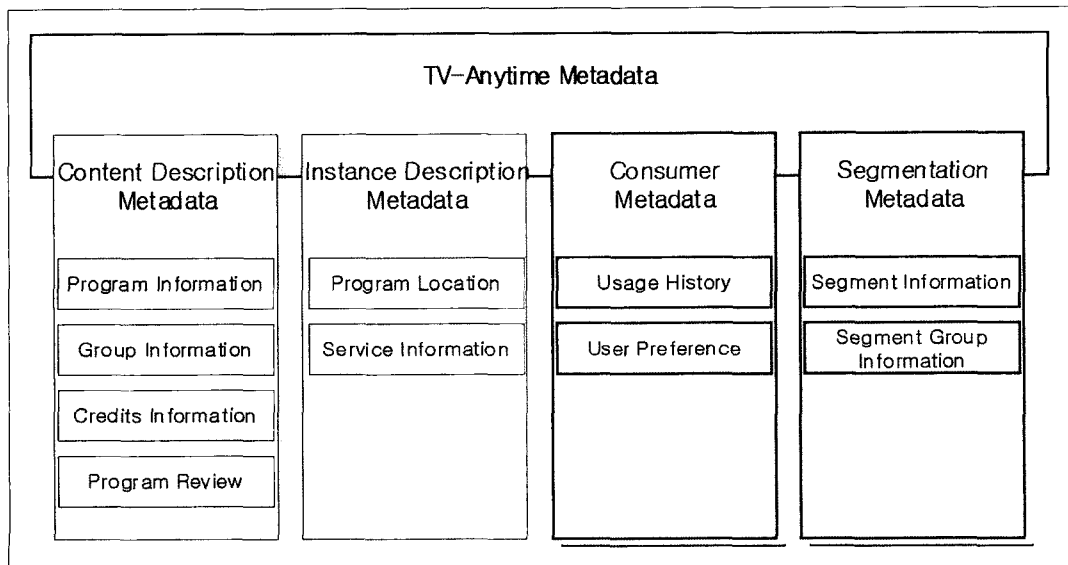 TV-Anytime Metadata
Content Description
Metadata
Program Information
Group Information
Credits Information
Program Review
Instance Description
Metadata
Program Location
Service Information
Consumer
Metadata
Usage History
User Preference
Segmentation
Metadata
Segment Information
Segment Group
Information